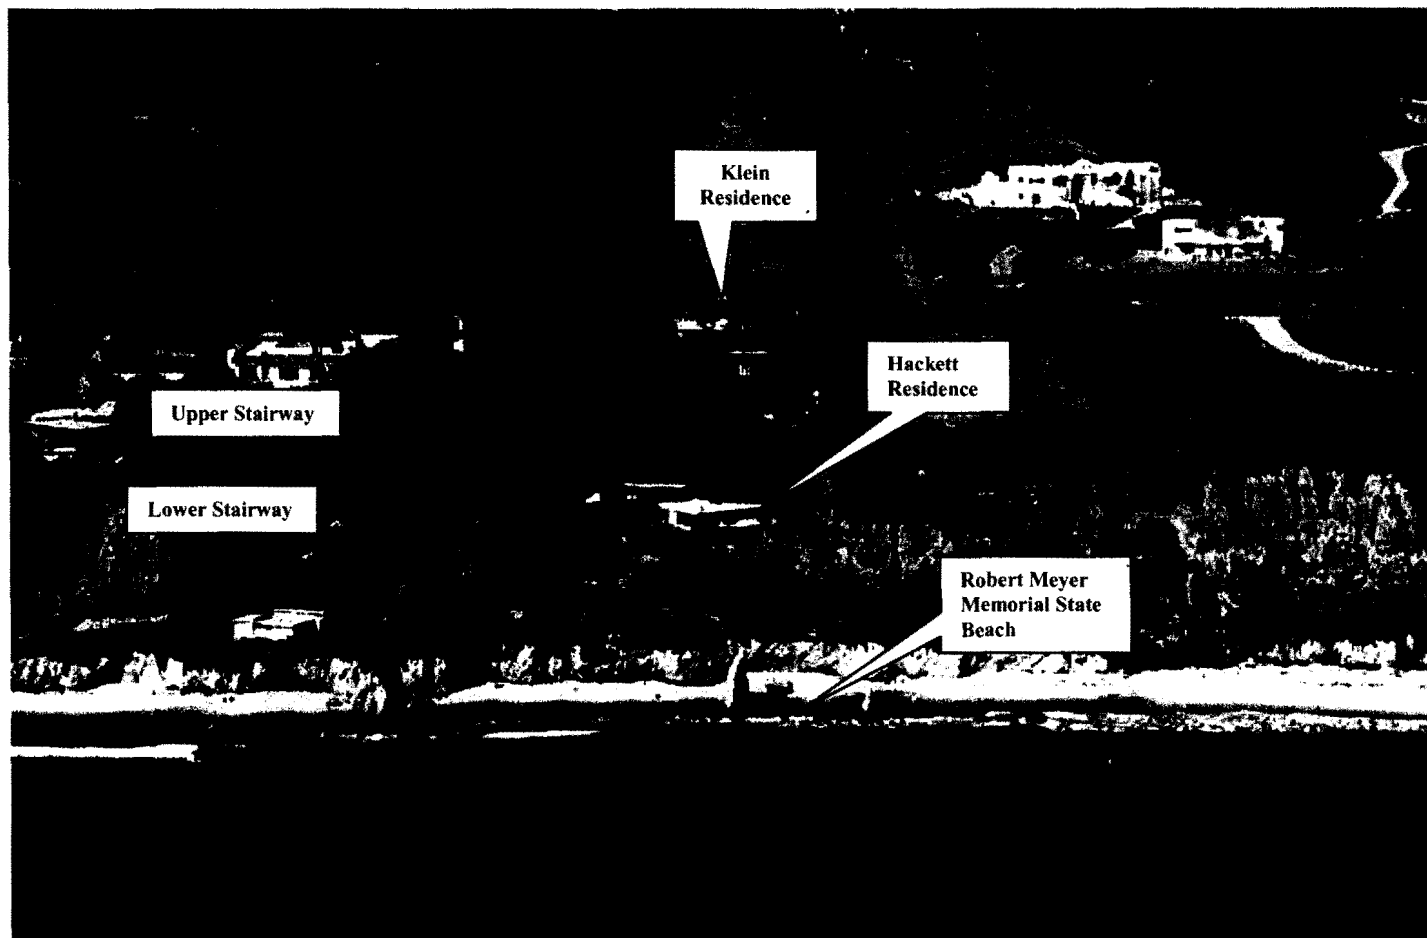 Klein
Residence
Hackett
Residence
Upper Stairway
Lower Stairway
Robert Meyer
Memorial State
Beach